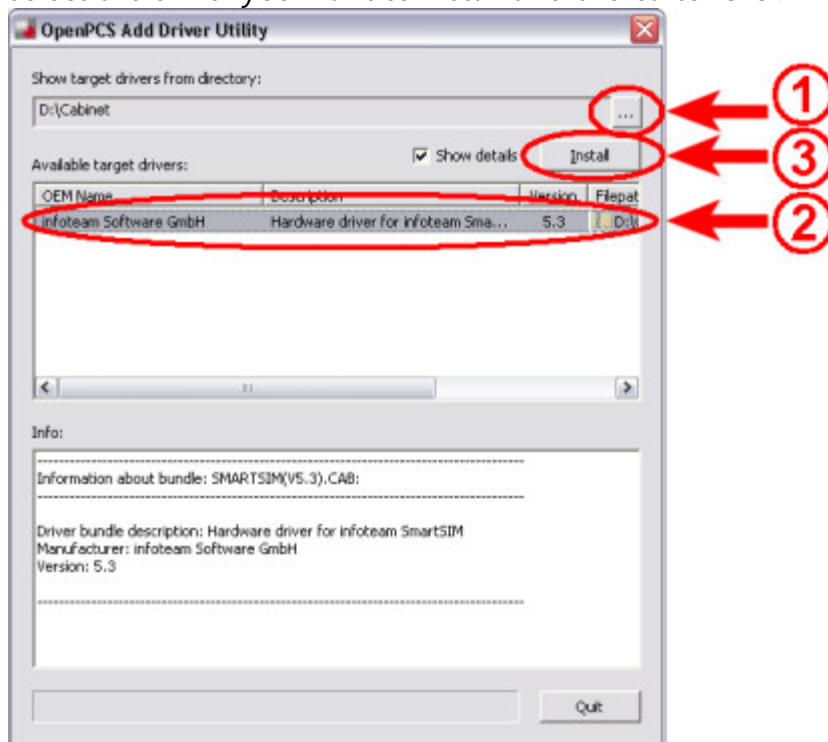 OpenPCS Add Driver Utility
Show target drivers from directory:
D:\Cabinet
...
1
Show details
Install
3
Available target drivers:
OEM Name Description Version Filepat
infoteam Software GmbH Hardware driver for infoteam Sma... 5.3 D:\
2
Info:
Information about bundle: SMARTSIM(V5.3).CAB:
Driver bundle description: Hardware driver for infoteam SmartSIM
Manufacturer: infoteam Software GmbH
Version: 5.3
Quit